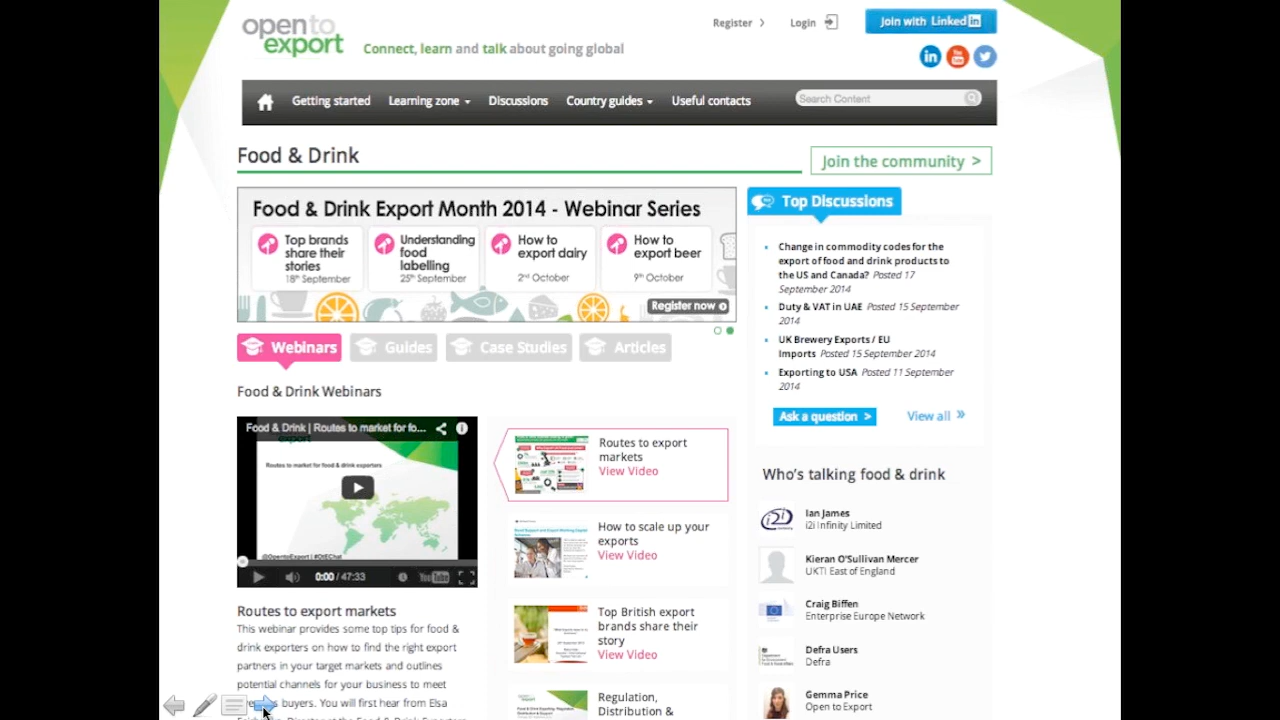 open to
export
Connect, learn and talk about going global
Register >
Login
Join with Linked in
Getting started
Learning zone
Discussions
Country guides
Useful contacts
Search Content
Food & Drink
Join the community >
Food & Drink Export Month 2014 - Webinar Series
Top brands
share their
stories
18th September
Understanding
food
labelling
25th September
How to
export dairy
2nd October
How to
export beer
9th October
Register now
Webinars
Guides
Case Studies
Articles
Food & Drink Webinars
Food & Drink | Routes to market for fo...
Routes to market for food & drink exporters
@OpentoExport | #OtEChat
0:00 / 47:33
YouTube
Routes to export markets
This webinar provides some top tips for food &
drink exporters on how to find the right export
partners in your target markets and outlines
potential channels for your business to meet
buyers. You will first hear from Elsa
Director at the Food & Drink
Routes to export
markets
View Video
How to scale up your
exports
View Video
Top British export
brands share their
story
View Video
Regulation,
Distribution &
Top Discussions
Change in commodity codes for the
export of food and drink products to
the US and Canada? Posted 17
September 2014
Duty & VAT in UAE Posted 15 September
2014
UK Brewery Exports / EU
Imports Posted 15 September 2014
Exporting to USA Posted 11 September
2014
Ask a question >
View all »
Who's talking food & drink
i2i
Ian James
i2i Infinity Limited
Kieran O'Sullivan Mercer
UKTI East of England
Craig Biffen
Enterprise Europe Network
Defra Users
Defra
Gemma Price
Open to Export